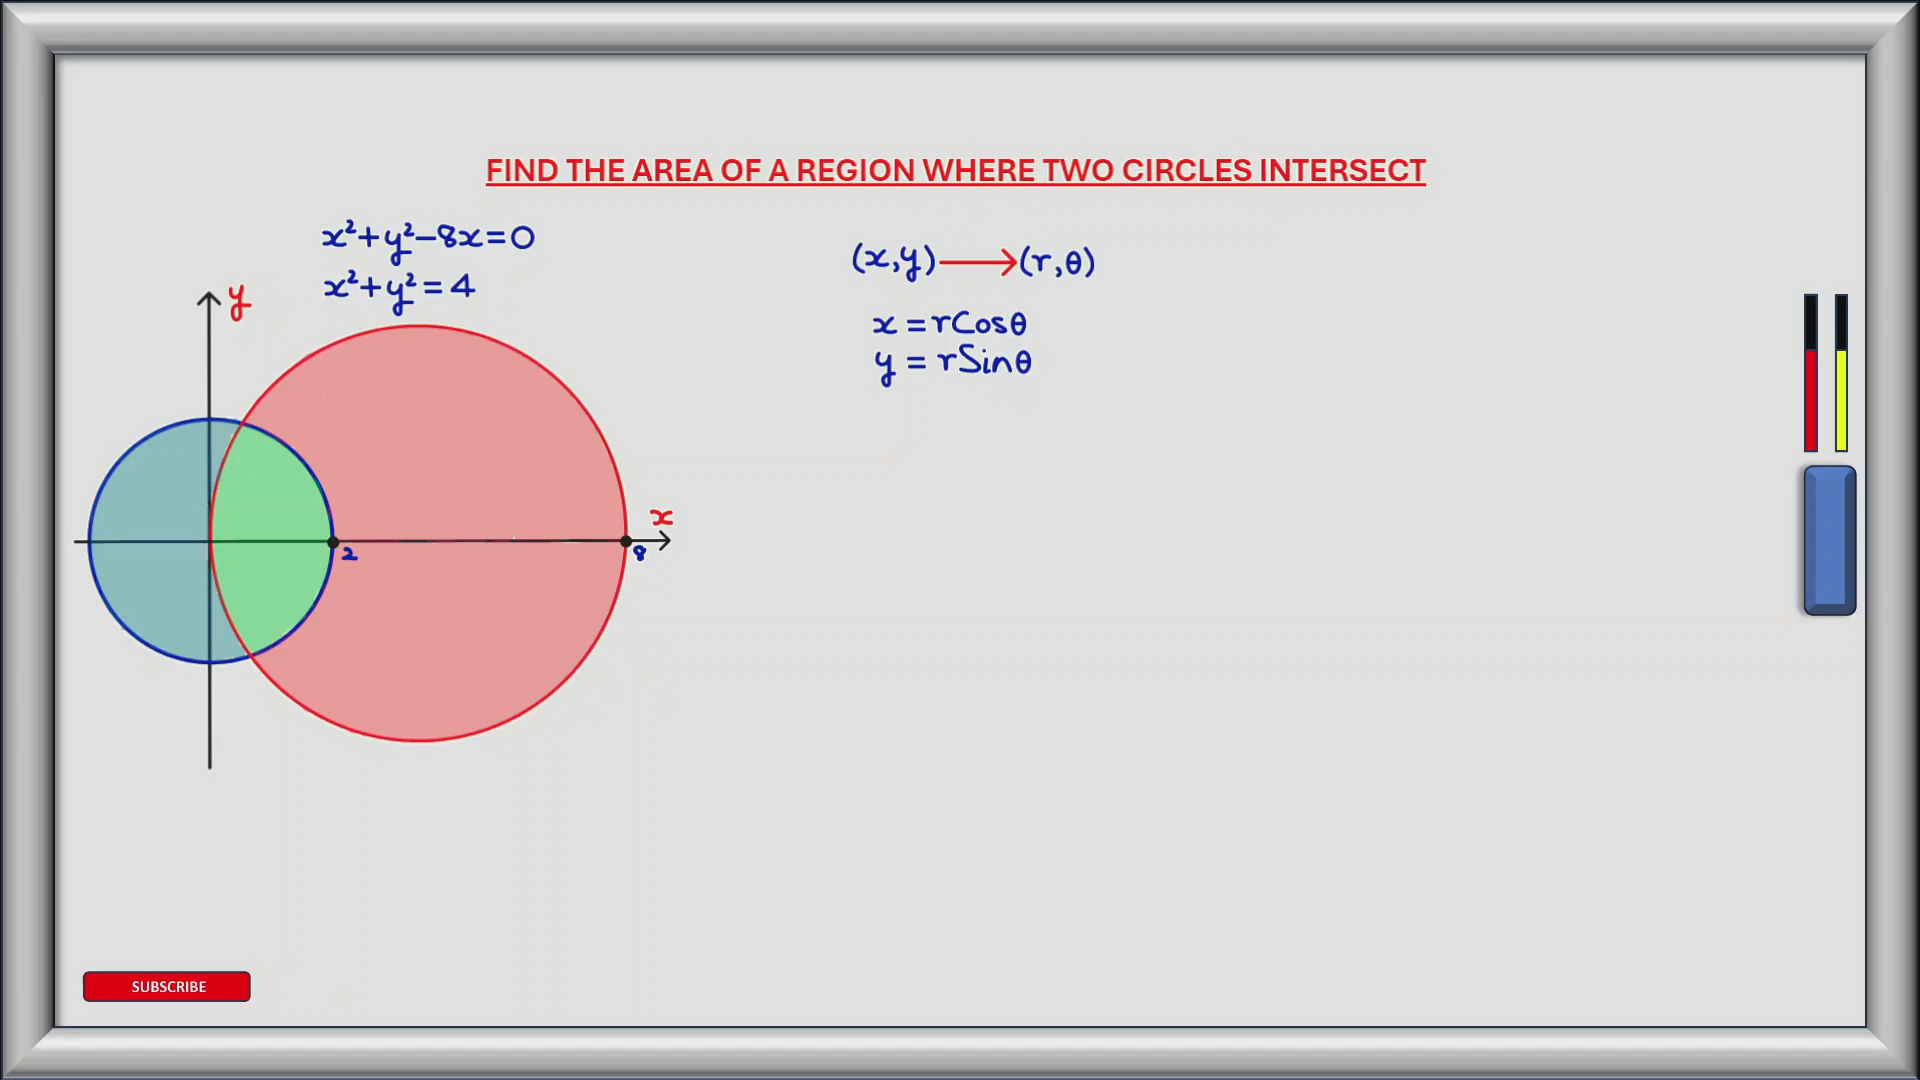 FIND THE AREA OF A REGION WHERE TWO CIRCLES INTERSECT
x²+y²-8x=0
x²+y²=4
(x,y)→(r,θ)
x=rCosθ
y=rSinθ
y
x
2
8
SUBSCRIBE